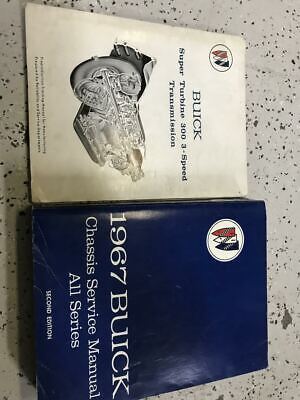 BUICK
Super Turbine 300 3-Speed
Transmission
1967 BUICK
Chassis Service Manual
All Series
SECOND EDITION